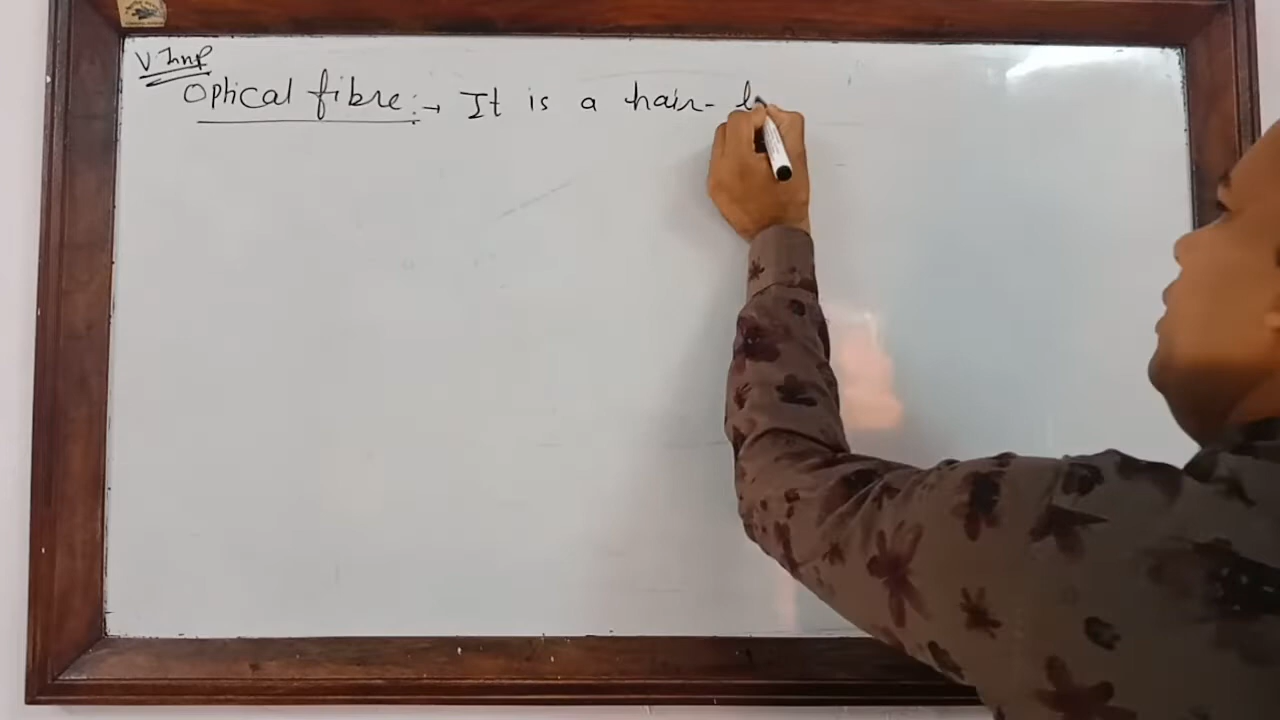 V.Imp
Optical fibre:→ It is a hair-